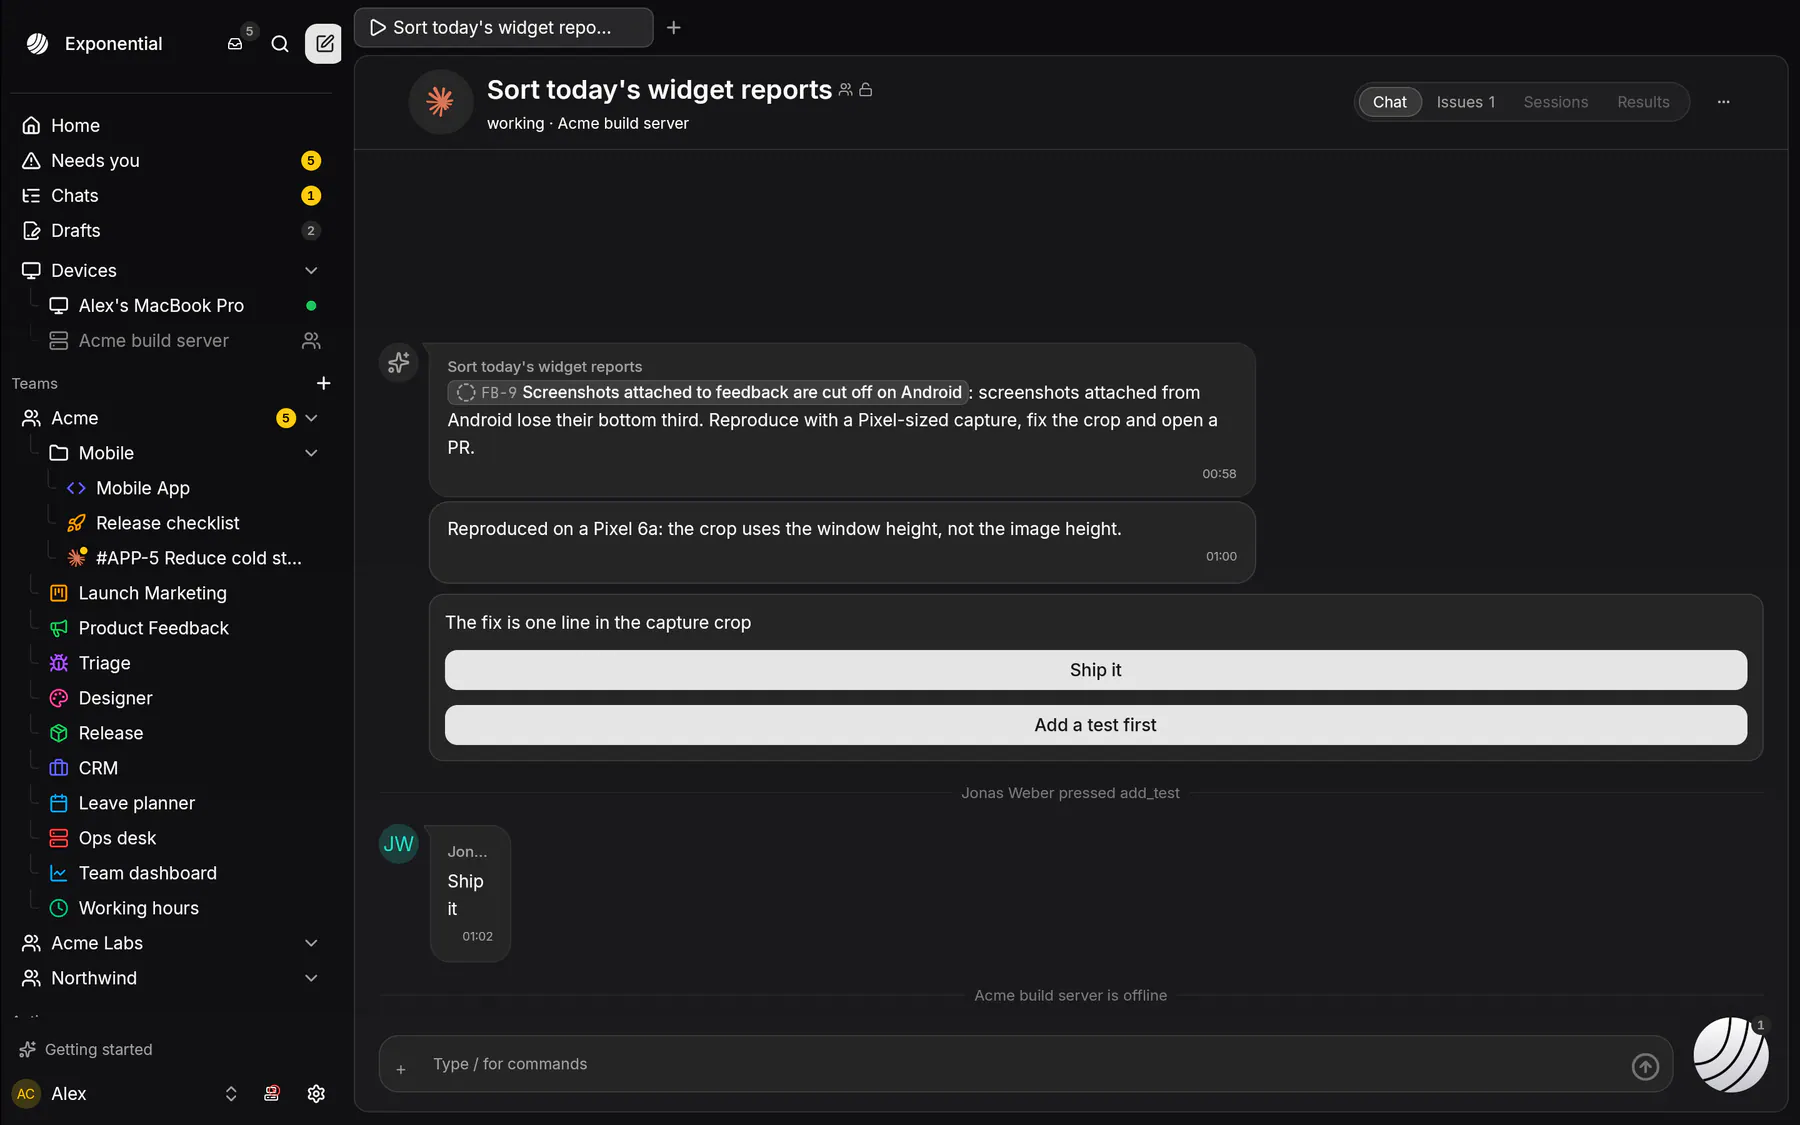 Exponential
5
Home
Needs you
5
Chats
1
Drafts
2
Devices
Alex's MacBook Pro
Acme build server
Teams
Acme
5
Mobile
Mobile App
Release checklist
#APP-5 Reduce cold st...
Launch Marketing
Product Feedback
Triage
Designer
Release
CRM
Leave planner
Ops desk
Team dashboard
Working hours
Acme Labs
Northwind
Getting started
AC
Alex
Sort today's widget repo...
Sort today's widget reports
working · Acme build server
Chat
Issues 1
Sessions
Results
Sort today's widget reports
FB-9 Screenshots attached to feedback are cut off on Android: screenshots attached from
Android lose their bottom third. Reproduce with a Pixel-sized capture, fix the crop and open a
PR.
00:58
Reproduced on a Pixel 6a: the crop uses the window height, not the image height.
01:00
The fix is one line in the capture crop
Ship it
Add a test first
Jonas Weber pressed add_test
JW
Jon...
Ship
it
01:02
Acme build server is offline
Type / for commands
1